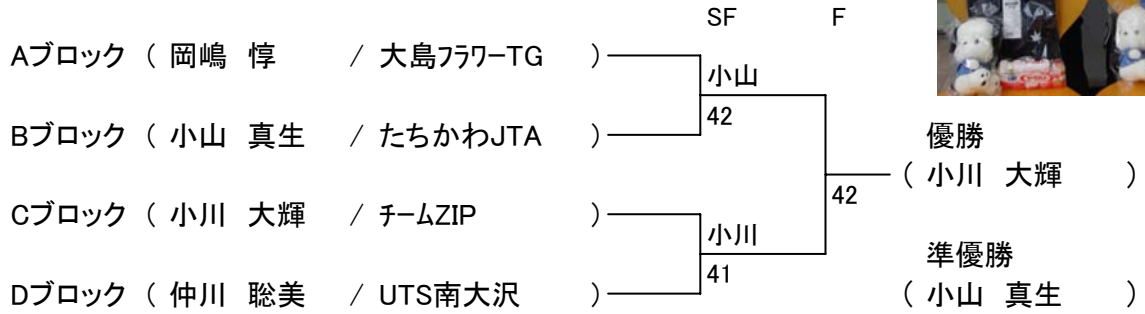 SF F
Aブロック ( 岡嶋 惇 / 大島フラワーTG )
小山
42
Bブロック ( 小山 真生 / たちかわJTA )
優勝
( 小川 大輝 )
42
Cブロック ( 小川 大輝 / チームZIP )
小川
41
準優勝
Dブロック ( 仲川 聡美 / UTS南大沢 )
( 小山 真生 )